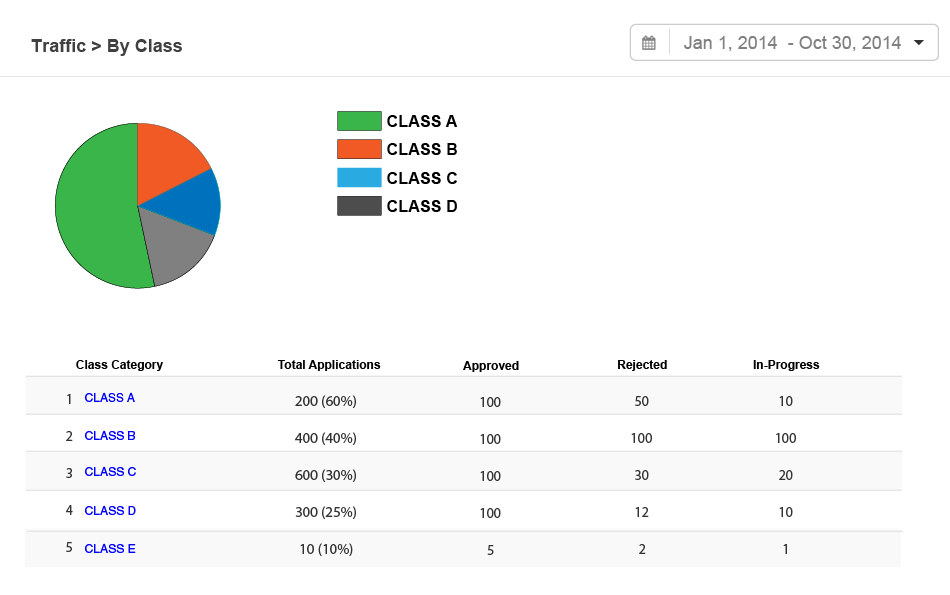 Traffic > By Class
Jan 1, 2014 - Oct 30, 2014
CLASS A
CLASS B
CLASS C
CLASS D
Class Category Total Applications Approved Rejected In-Progress
1 CLASS A 200 (60%) 100 50 10
2 CLASS B 400 (40%) 100 100 100
3 CLASS C 600 (30%) 100 30 20
4 CLASS D 300 (25%) 100 12 10
5 CLASS E 10 (10%) 5 2 1